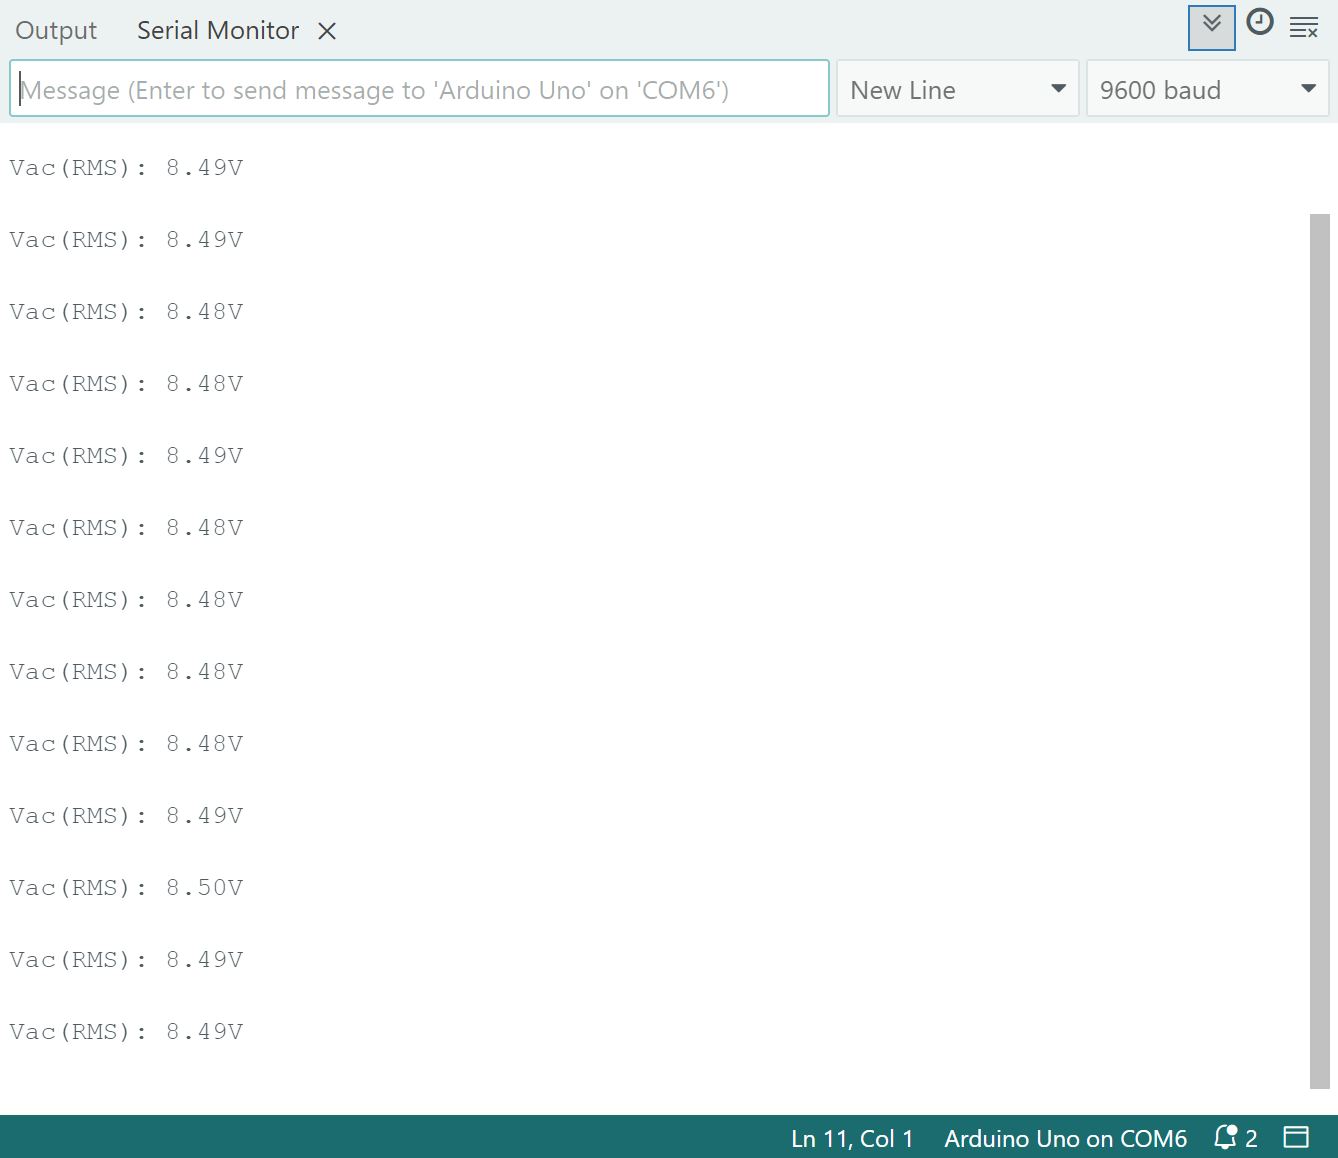 Output Serial Monitor
Message (Enter to send message to 'Arduino Uno' on 'COM6') New Line 9600 baud
Vac(RMS): 8.49V
Vac(RMS): 8.49V
Vac(RMS): 8.48V
Vac(RMS): 8.48V
Vac(RMS): 8.49V
Vac(RMS): 8.48V
Vac(RMS): 8.48V
Vac(RMS): 8.48V
Vac(RMS): 8.48V
Vac(RMS): 8.49V
Vac(RMS): 8.50V
Vac(RMS): 8.49V
Vac(RMS): 8.49V
Ln 11, Col 1 Arduino Uno on COM6 2